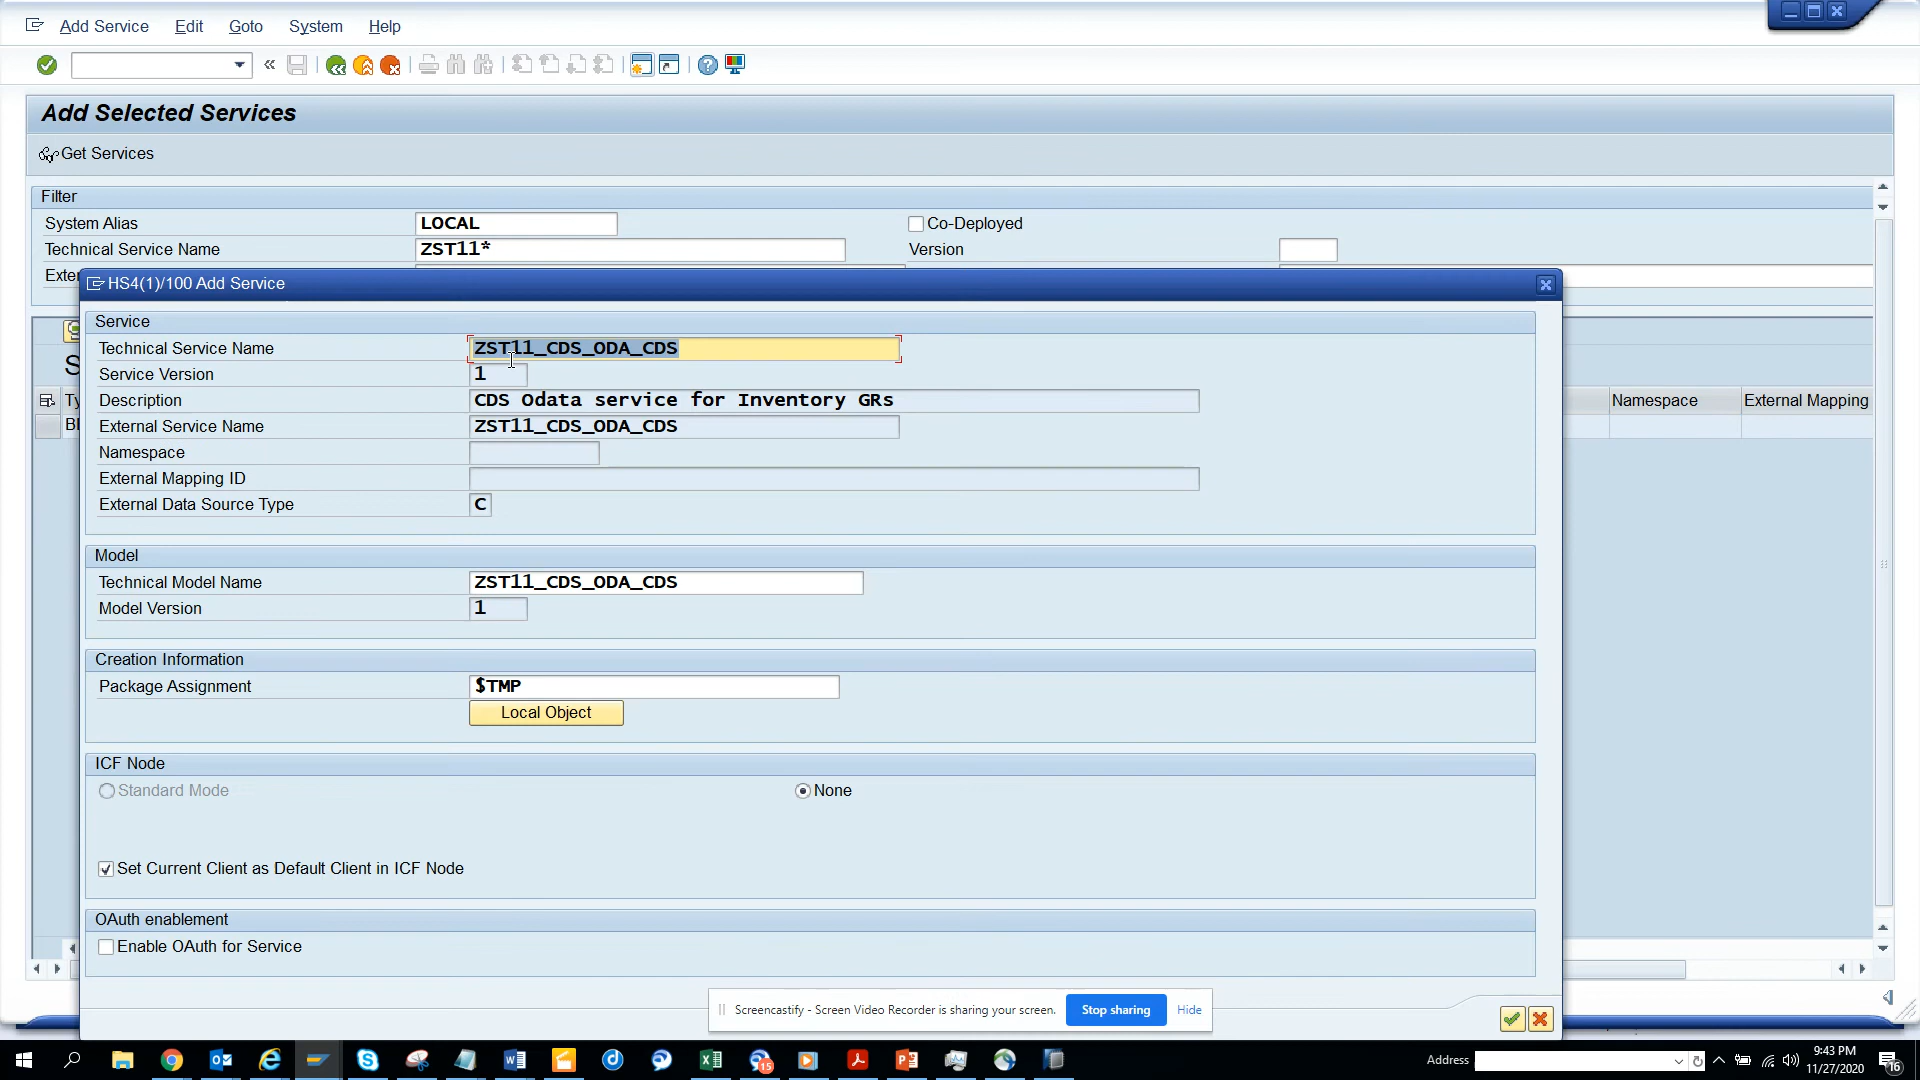 Add Service Edit Goto System Help
Add Selected Services
Get Services
Filter
System Alias LOCAL Co-Deployed
Technical Service Name ZST11* Version
Exter
HS4(1)/100 Add Service
Service
Technical Service Name ZST11_CDS_ODA_CDS
Service Version 1
Description CDS Odata service for Inventory GRs
External Service Name ZST11_CDS_ODA_CDS
Namespace
External Mapping ID
External Data Source Type C
S
Ty Namespace External Mapping
Model
Technical Model Name ZST11_CDS_ODA_CDS
Model Version 1
Creation Information
Package Assignment $TMP
Local Object
ICF Node
Standard Mode None
Set Current Client as Default Client in ICF Node
OAuth enablement
Enable OAuth for Service
Screencastify - Screen Video Recorder is sharing your screen. Stop sharing Hide
Address
15
9:43 PM
11/27/2020
16